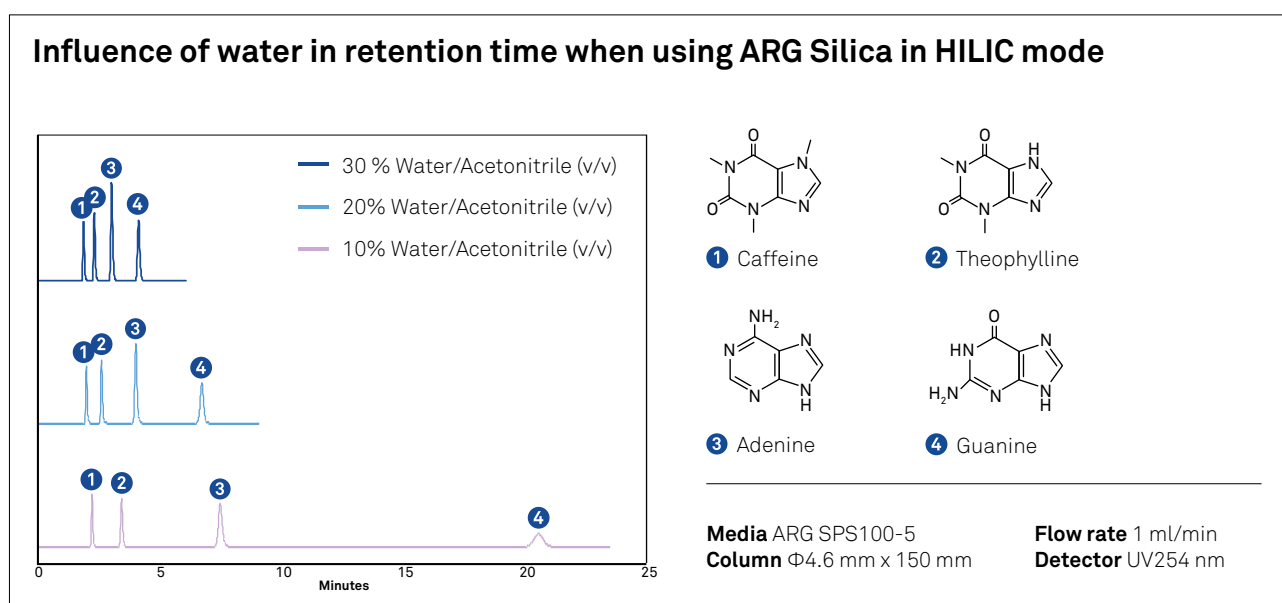 Influence of water in retention time when using ARG Silica in HILIC mode
30 % Water/Acetonitrile (v/v)
20% Water/Acetonitrile (v/v)
10% Water/Acetonitrile (v/v)
1 2 3 4
1 2 3 4
1 2 3 4
0 5 10 15 20 25
Minutes
O N N N N O
1 Caffeine
O H N N N N O
2 Theophylline
NH2 N N N N H
3 Adenine
O HN N H2N N N H
4 Guanine
Media ARG SPS100-5
Column Φ4.6 mm x 150 mm
Flow rate 1 ml/min
Detector UV254 nm